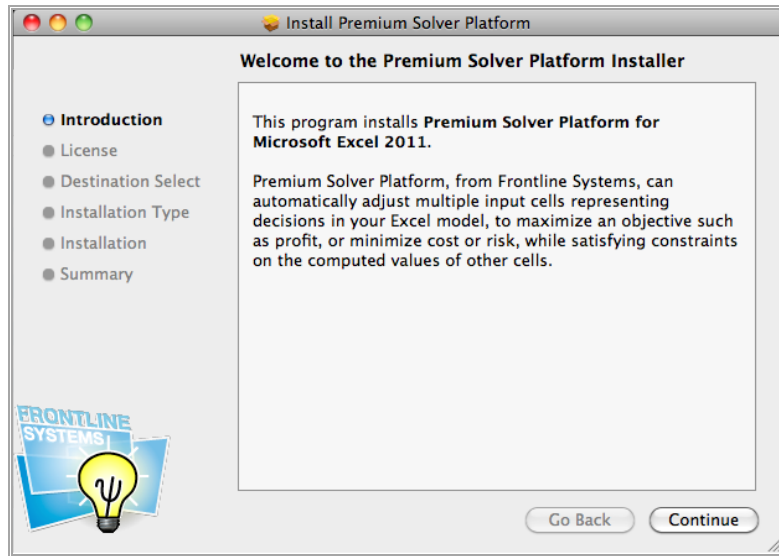 Install Premium Solver Platform
Welcome to the Premium Solver Platform Installer
Introduction
License
Destination Select
Installation Type
Installation
Summary
This program installs Premium Solver Platform for
Microsoft Excel 2011.
Premium Solver Platform, from Frontline Systems, can
automatically adjust multiple input cells representing
decisions in your Excel model, to maximize an objective such
as profit, or minimize cost or risk, while satisfying constraints
on the computed values of other cells.
FRONTLINE
SYSTEMS
ψ
Go Back
Continue